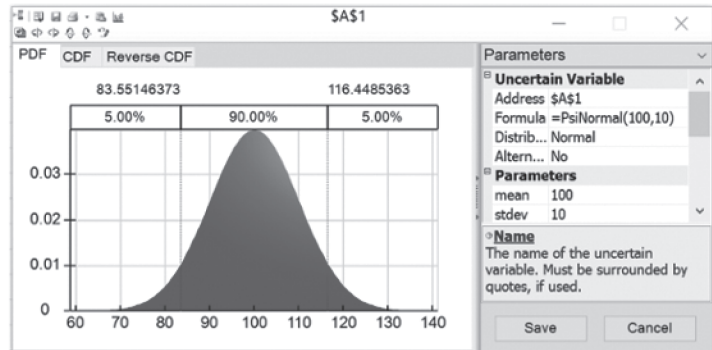 $A$1
PDF CDF Reverse CDF
83.55146373 116.4485363
5.00% 90.00% 5.00%
0.03
0.02
0.01
0
60 70 80 90 100 110 120 130 140
Parameters
Uncertain Variable
Address $A$1
Formula =PsiNormal(100,10)
Distrib... Normal
Altern... No
Parameters
mean 100
stdev 10
Name
The name of the uncertain
variable. Must be surrounded by
quotes, if used.
Save Cancel